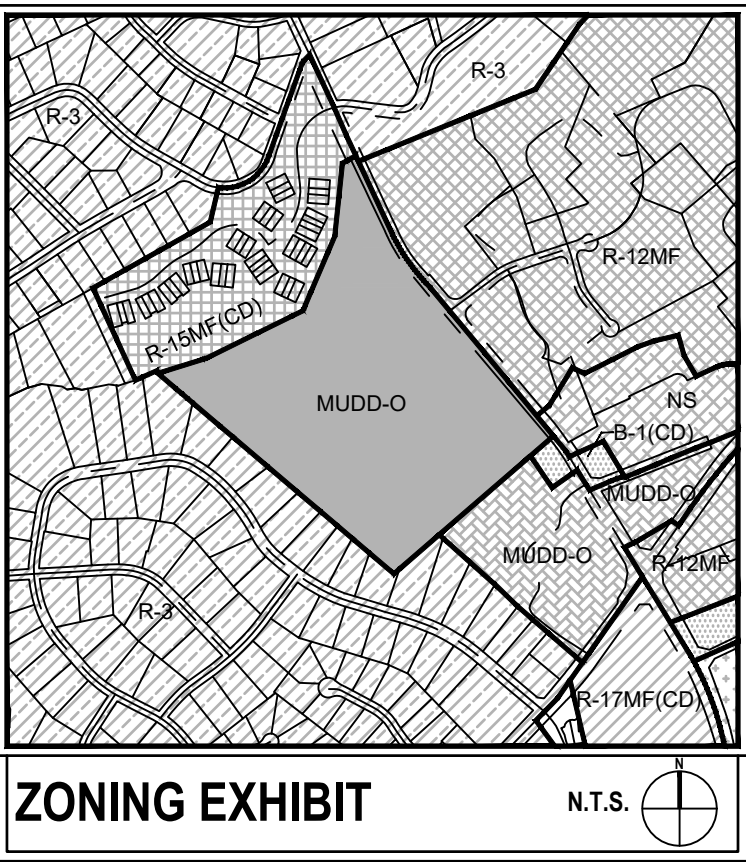 R-3
R-3
R-12MF
R-15MF(CD)
MUDD-O
NS
B-1(CD)
MUDD-O
MUDD-O
R-12MF
R-3
R-17MF(CD)
ZONING EXHIBIT
N.T.S.
N